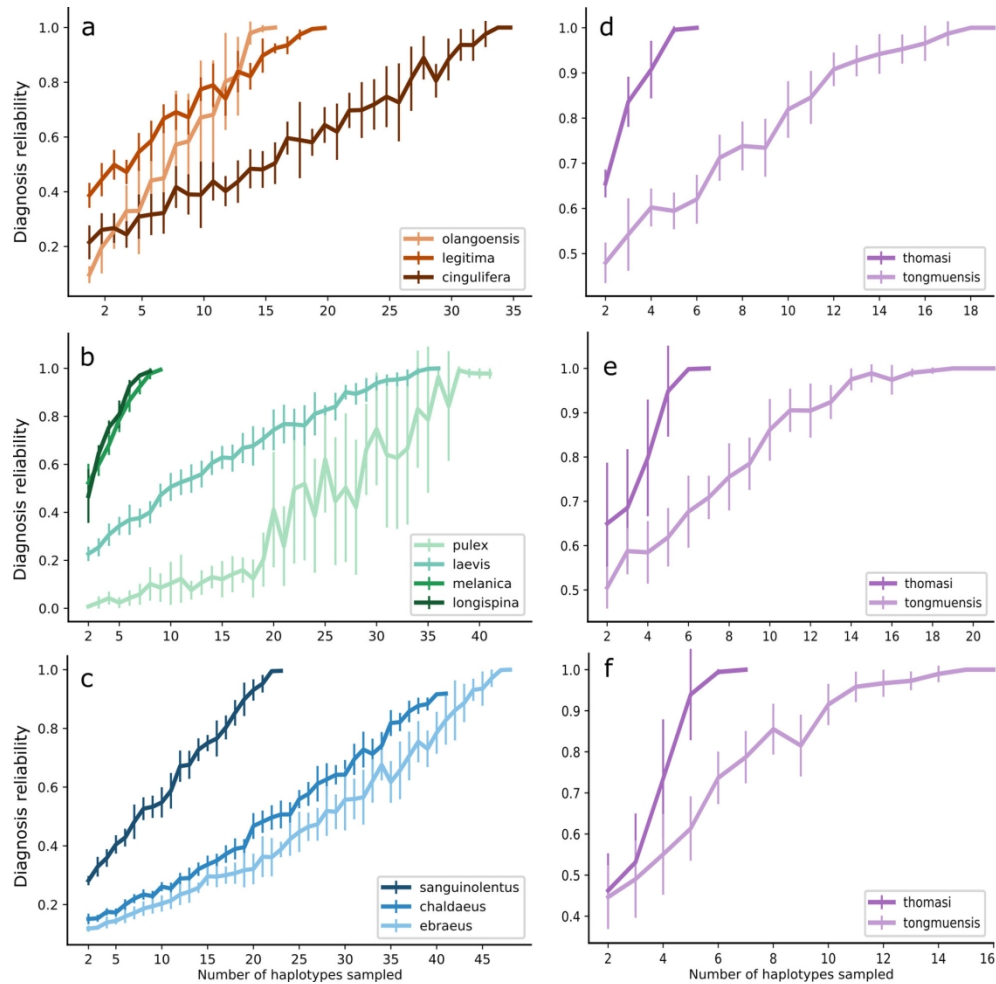 a
Diagnosis reliability
1.0
0.8
0.6
0.4
0.2
2 5 10 15 20 25 30 35
olangoensis
legitima
cingulifera
d
1.0
0.9
0.8
0.7
0.6
0.5
2 4 6 8 10 12 14 16 18
thomasi
tongmuensis
b
Diagnosis reliability
1.0
0.8
0.6
0.4
0.2
0.0
2 5 10 15 20 25 30 35 40
pulex
laevis
melanica
longispina
e
1.0
0.9
0.8
0.7
0.6
0.5
2 4 6 8 10 12 14 16 18 20
thomasi
tongmuensis
c
Diagnosis reliability
1.0
0.8
0.6
0.4
0.2
2 5 10 15 20 25 30 35 40 45
Number of haplotypes sampled
sanguinolentus
chaldaeus
ebraeus
f
1.0
0.9
0.8
0.7
0.6
0.5
0.4
2 4 6 8 10 12 14 16
Number of haplotypes sampled
thomasi
tongmuensis